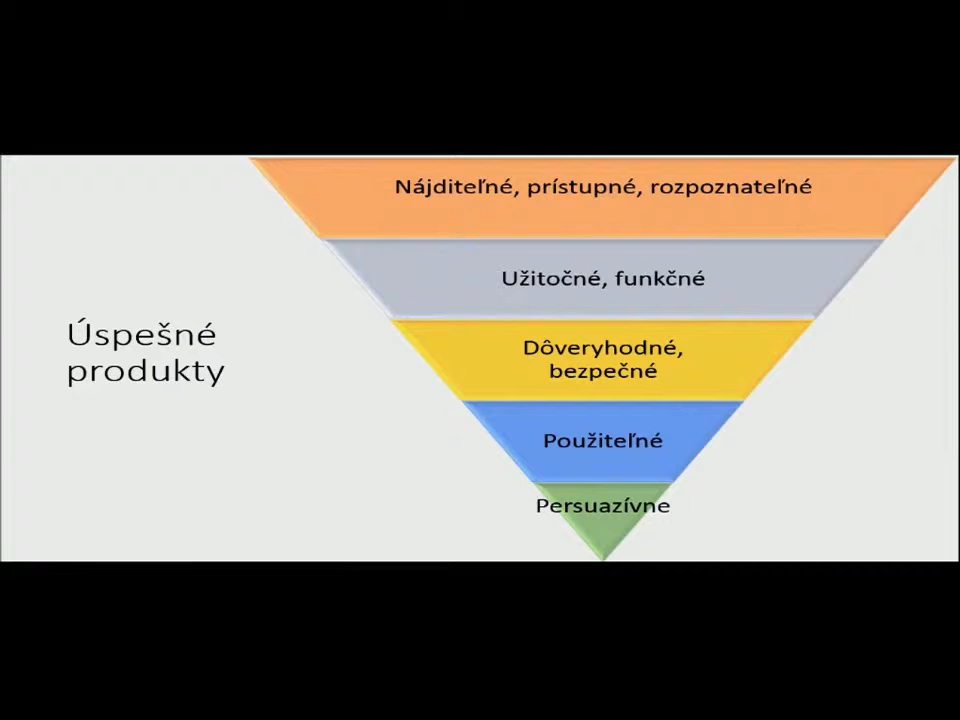 Úspešné
produkty
Nájditeľné, prístupné, rozpoznateľné
Užitočné, funkčné
Dôveryhodné,
bezpečné
Použiteľné
Persuazívne